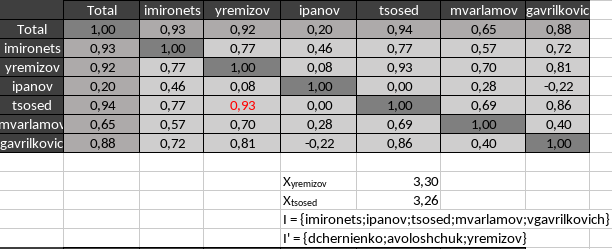 Total imironets yremizov ipanov tsosed mvarlamov gavrilkovic
Total 1,00 0,93 0,92 0,20 0,94 0,65 0,88
imironets 0,93 1,00 0,77 0,46 0,77 0,57 0,72
yremizov 0,92 0,77 1,00 0,08 0,93 0,70 0,81
ipanov 0,20 0,46 0,08 1,00 0,00 0,28 -0,22
tsosed 0,94 0,77 0,93 0,00 1,00 0,69 0,86
mvarlamov 0,65 0,57 0,70 0,28 0,69 1,00 0,40
gavrilkovic 0,88 0,72 0,81 -0,22 0,86 0,40 1,00
Xyremizov 3,30
Xtsosed 3,26
I = {imironets;ipanov;tsosed;mvarlamov;vgavrilkovich}
I' = {dchernienko;avoloshchuk;yremizov}